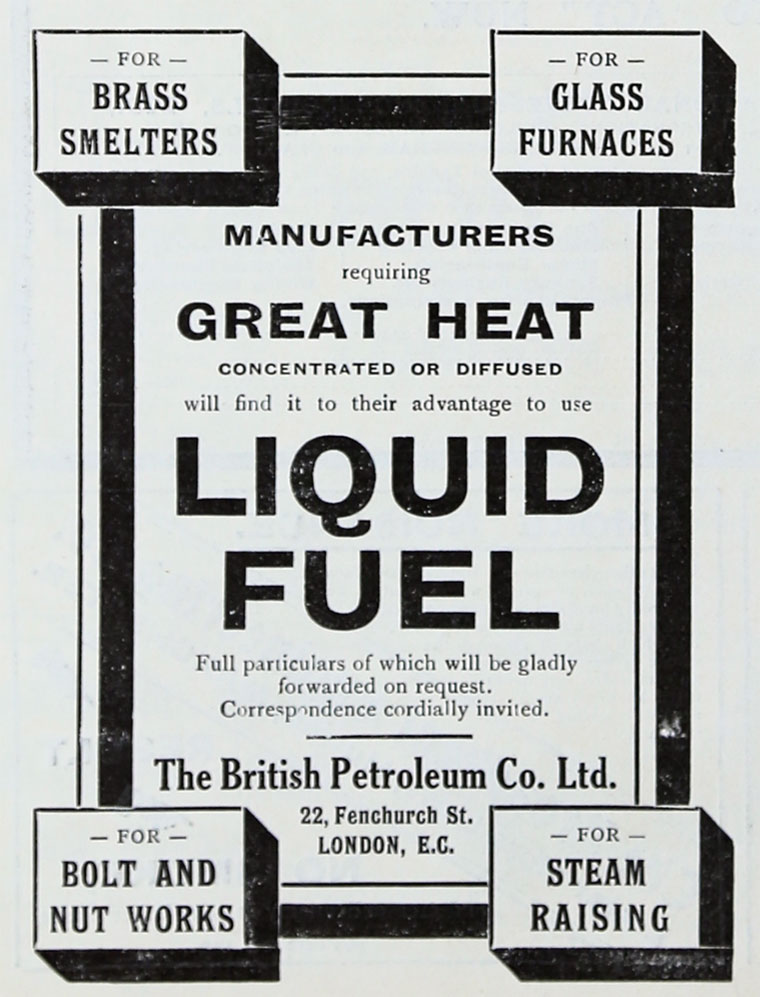 — FOR —
BRASS
SMELTERS
— FOR —
GLASS
FURNACES
MANUFACTURERS
requiring
GREAT HEAT
CONCENTRATED OR DIFFUSED
will find it to their advantage to use
LIQUID
FUEL
Full particulars of which will be gladly
forwarded on request.
Correspondence cordially invited.
The British Petroleum Co. Ltd.
22, Fenchurch St.
LONDON, E.C.
— FOR —
BOLT AND
NUT WORKS
— FOR —
STEAM
RAISING